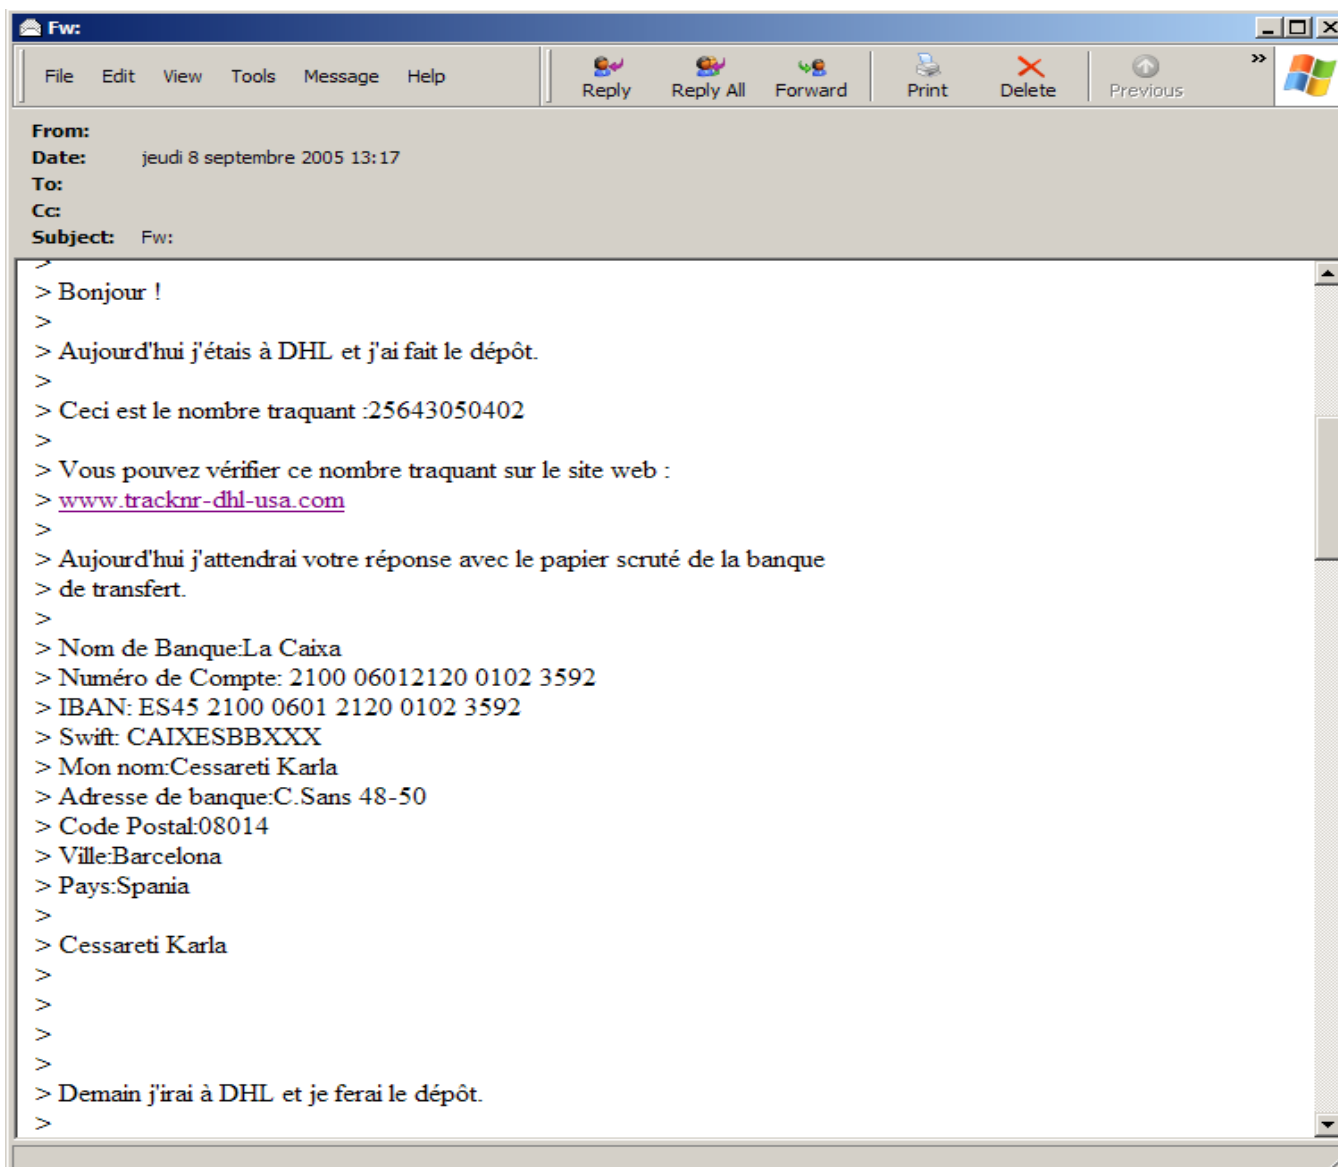 Fw:
File Edit View Tools Message Help
Reply Reply All Forward Print Delete Previous »
From:
Date: jeudi 8 septembre 2005 13:17
To:
Cc:
Subject: Fw:
>
> Bonjour !
>
> Aujourd'hui j'étais à DHL et j'ai fait le dépôt.
>
> Ceci est le nombre traquant :25643050402
>
> Vous pouvez vérifier ce nombre traquant sur le site web :
> www.tracknr-dhl-usa.com
>
> Aujourd'hui j'attendrai votre réponse avec le papier scruté de la banque
> de transfert.
>
> Nom de Banque:La Caixa
> Numéro de Compte: 2100 06012120 0102 3592
> IBAN: ES45 2100 0601 2120 0102 3592
> Swift: CAIXESBBXXX
> Mon nom:Cessareti Karla
> Adresse de banque:C.Sans 48-50
> Code Postal:08014
> Ville:Barcelona
> Pays:Spania
>
> Cessareti Karla
>
>
>
>
> Demain j'irai à DHL et je ferai le dépôt.
>